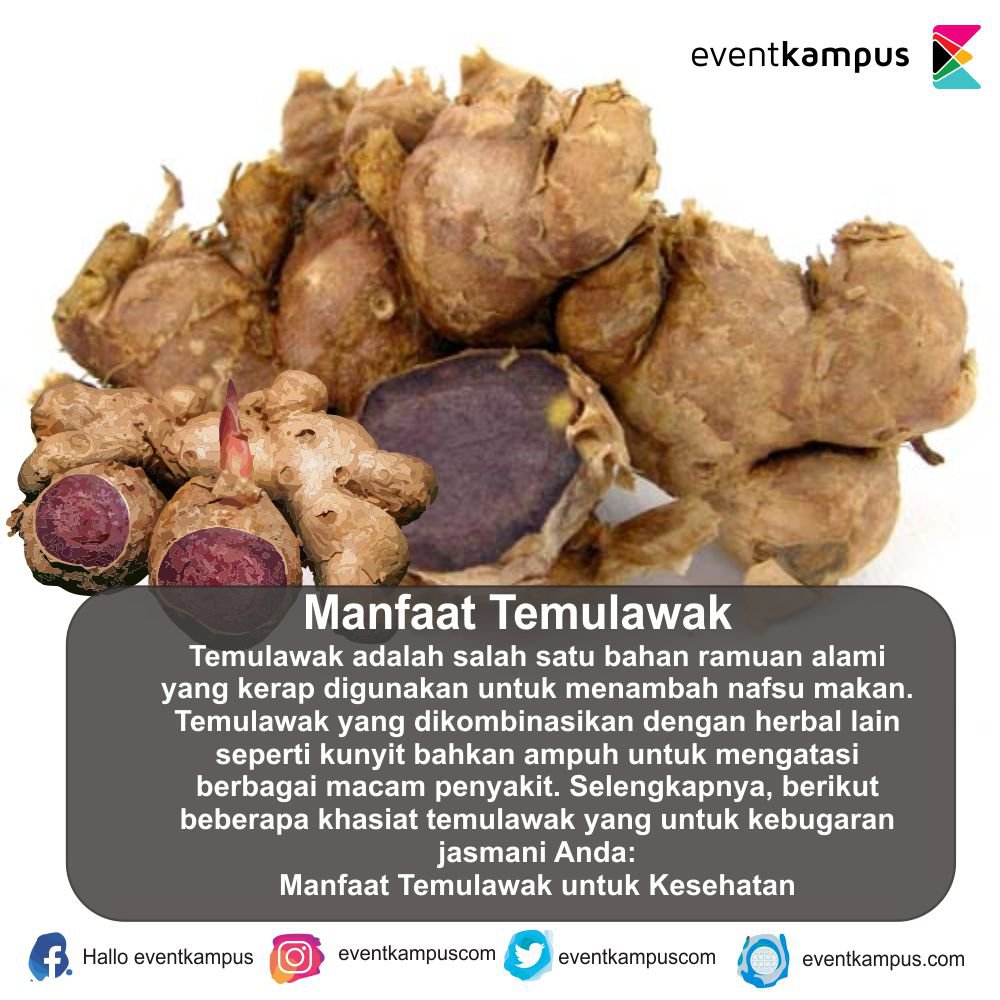 eventkampus
Manfaat Temulawak
Temulawak adalah salah satu bahan ramuan alami
yang kerap digunakan untuk menambah nafsu makan.
Temulawak yang dikombinasikan dengan herbal lain
seperti kunyit bahkan ampuh untuk mengatasi
berbagai macam penyakit. Selengkapnya, berikut
beberapa khasiat temulawak yang untuk kebugaran
jasmani Anda:
Manfaat Temulawak untuk Kesehatan
Hallo eventkampus
eventkampuscom
eventkampuscom
eventkampus.com